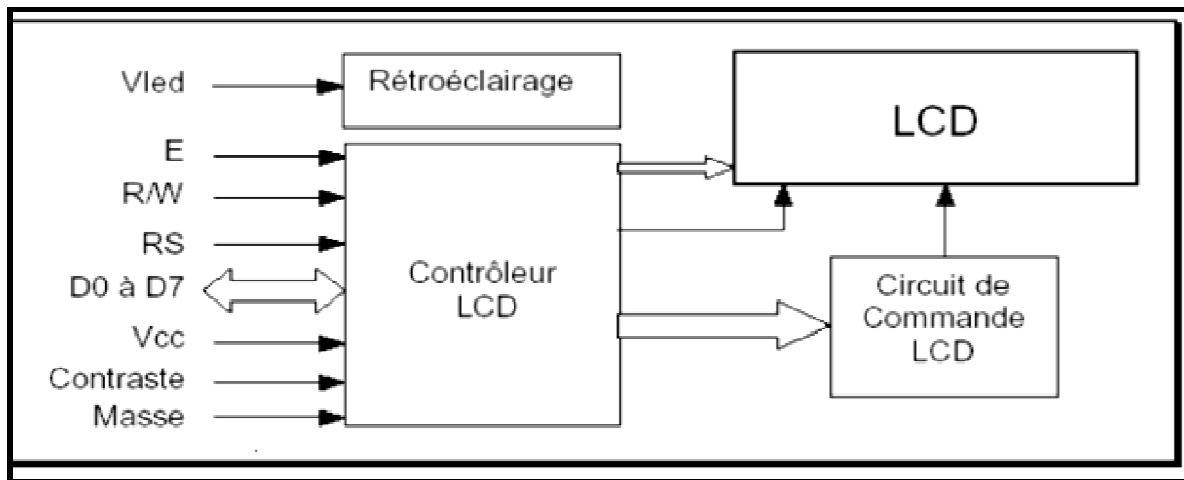 Vled
Rétroéclairage
LCD
E
R/W
RS
D0 à D7
Vcc
Contraste
Masse
Contrôleur
LCD
Circuit de
Commande
LCD